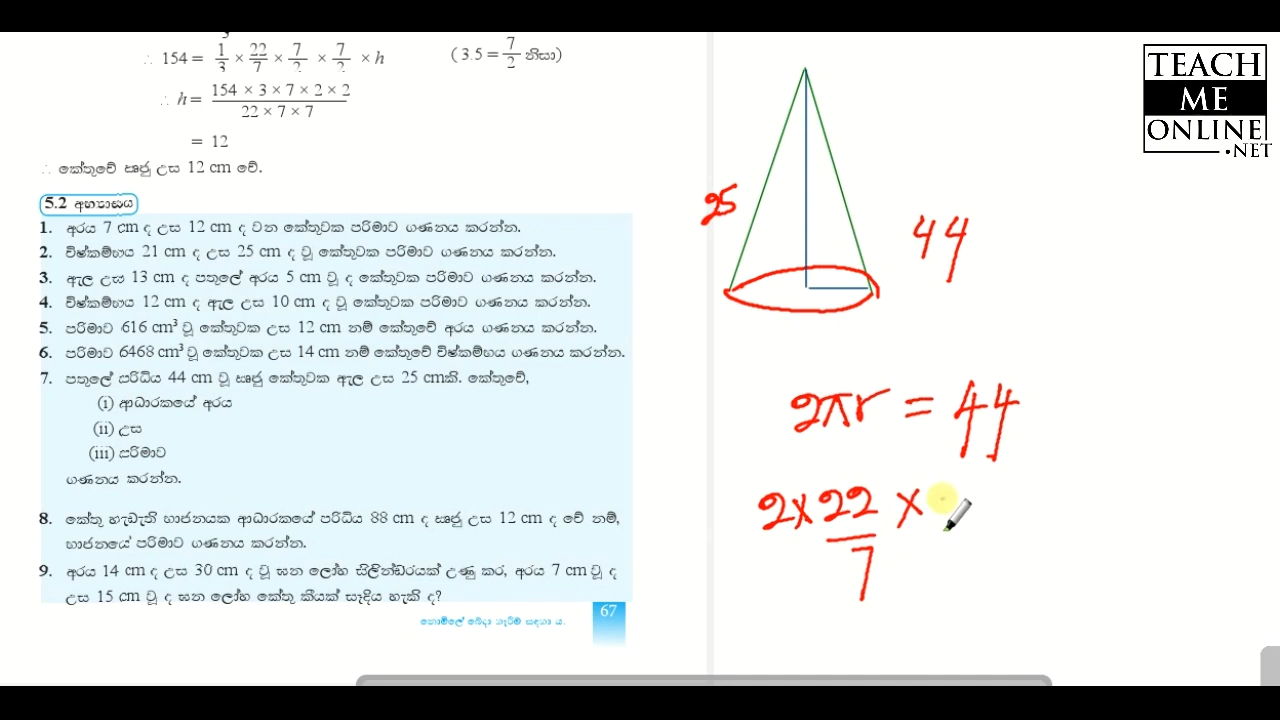 ∴ 154 = 1/3 × 22/7 × 7/2 × 7/2 × h (3.5 = 7/2 නිසා)
∴ h = 154 × 3 × 7 × 2 × 2 / 22 × 7 × 7
= 12
∴ කේතුවේ ඍජු උස 12 cm වේ.
5.2 අභ්‍යාසය
1. අරය 7 cm ද උස 12 cm ද වන කේතුවක පරිමාව ගණනය කරන්න.
2. විෂ්කම්භය 21 cm ද උස 25 cm ද වූ කේතුවක පරිමාව ගණනය කරන්න.
3. ඇල උස 13 cm ද පතුලේ අරය 5 cm වූ ද කේතුවක පරිමාව ගණනය කරන්න.
4. විෂ්කම්භය 12 cm ද ඇල උස 10 cm ද වූ කේතුවක පරිමාව ගණනය කරන්න.
5. පරිමාව 616 cm³ වූ කේතුවක උස 12 cm නම් කේතුවේ අරය ගණනය කරන්න.
6. පරිමාව 6468 cm³ වූ කේතුවක උස 14 cm නම් කේතුවේ විෂ්කම්භය ගණනය කරන්න.
7. පතුලේ පරිධිය 44 cm වූ ඍජු කේතුවක ඇල උස 25 cmකි. කේතුවේ,
(i) ආධාරකයේ අරය
(ii) උස
(iii) පරිමාව
ගණනය කරන්න.
8. කේතු හැඩැති භාජනයක ආධාරකයේ පරිධිය 88 cm ද ඍජු උස 12 cm ද වේ නම්,
භාජනයේ පරිමාව ගණනය කරන්න.
9. අරය 14 cm ද උස 30 cm ද වූ ඝන ලෝහ සිලින්ඩරයක් උණු කර, අරය 7 cm වූ ද
උස 15 cm වූ ද ඝන ලෝහ කේතු කීයක් සෑදිය හැකි ද?
නොමිලේ බෙදා හැරීම සඳහා ය.
67
25
44
2πr = 44
2 × 22/7 ×
TEACH
ME
ONLINE
.NET